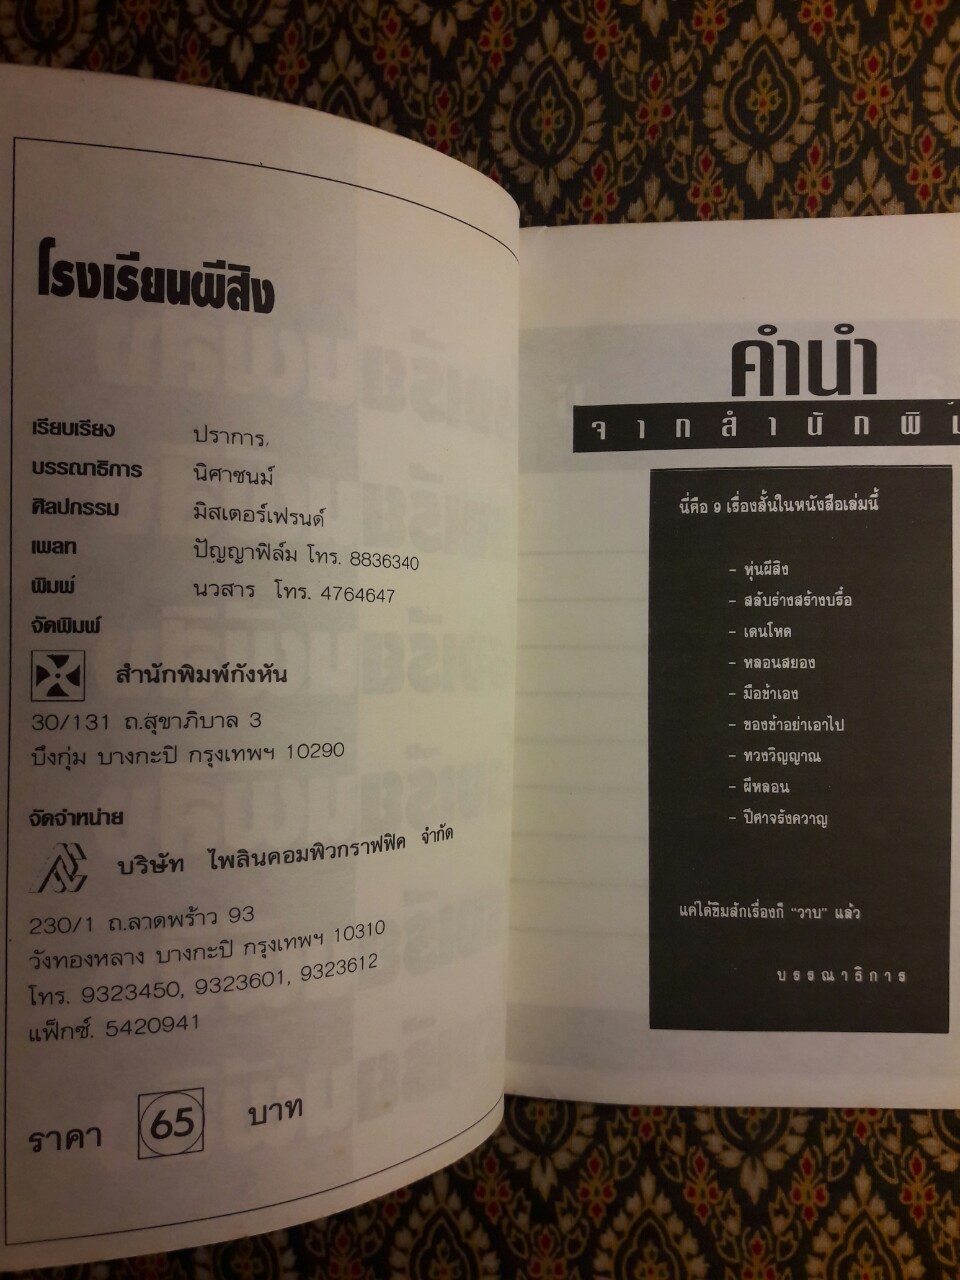 โรงเรียนผีสิง
เรียบเรียง ปราการ
บรรณาธิการ นิศาชนม์
ศิลปกรรม มิสเตอร์เฟรนด์
เพลท ปัญญาฟิล์ม โทร. 8836340
พิมพ์ นวสาร โทร. 4764647
จัดพิมพ์
สำนักพิมพ์กังหัน
30/131 ถ.สุขาภิบาล 3
บึงกุ่ม บางกะปิ กรุงเทพฯ 10290
จัดจำหน่าย
บริษัท ไพลินคอมพิวกราฟฟิค จำกัด
230/1 ถ.ลาดพร้าว 93
วังทองหลาง บางกะปิ กรุงเทพฯ 10310
โทร. 9323450, 9323601, 9323612
แฟ็กซ์. 5420941
ราคา 65 บาท
คำนำ
จากสำนักพิ
นี่คือ 9 เรื่องสั้นในหนังสือเล่มนี้
- หุ่นผีสิง
- สลับร่างสร้างบรื๋อ
- เดนโหด
- หลอนสยอง
- มือข้าเอง
- ของข้าอย่าเอาไป
- ทวงวิญญาณ
- ผีหลอน
- ปีศาจรังควาญ
แค่ได้ชิมสักเรื่องก็ "วาบ" แล้ว
บรรณาธิการ